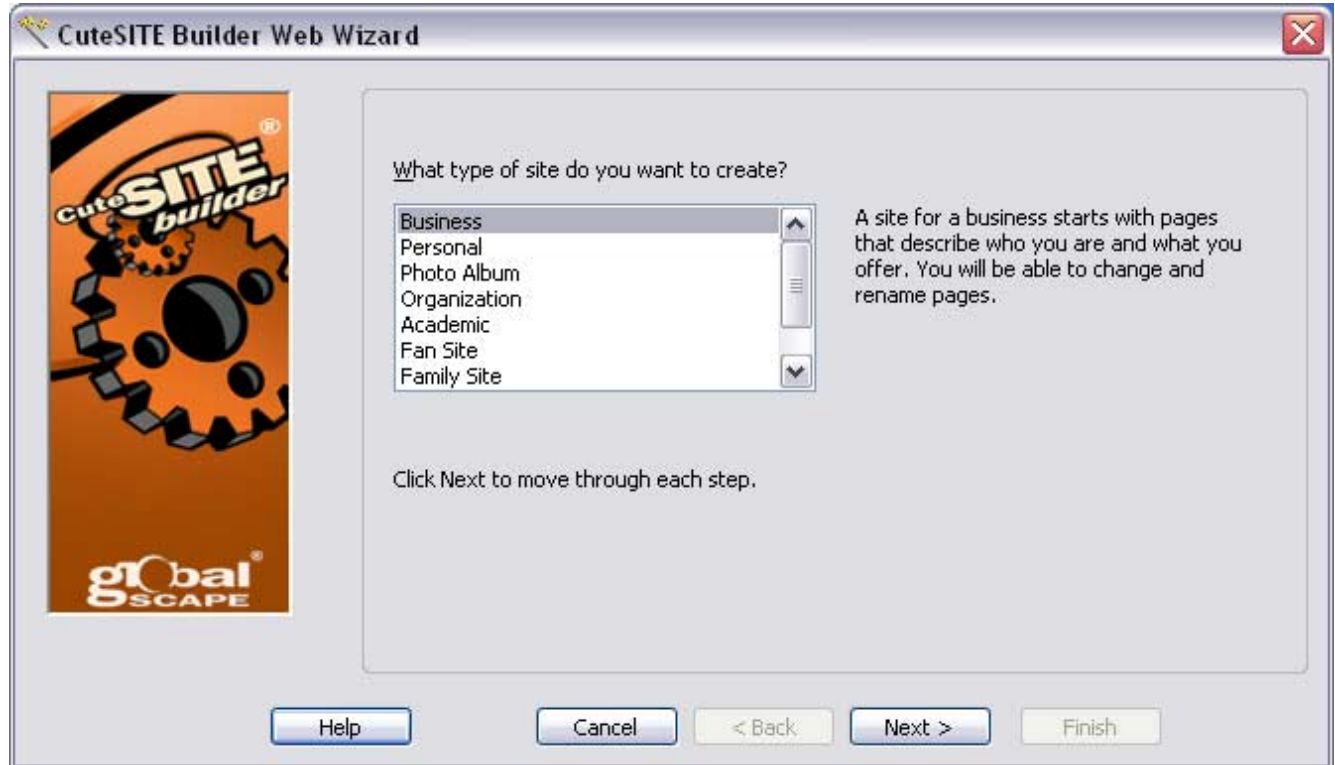 CuteSITE Builder Web Wizard
®
cute SITE
builder
global®
SCAPE
What type of site do you want to create?
Business
Personal
Photo Album
Organization
Academic
Fan Site
Family Site
A site for a business starts with pages
that describe who you are and what you
offer. You will be able to change and
rename pages.
Click Next to move through each step.
Help
Cancel
< Back
Next >
Finish